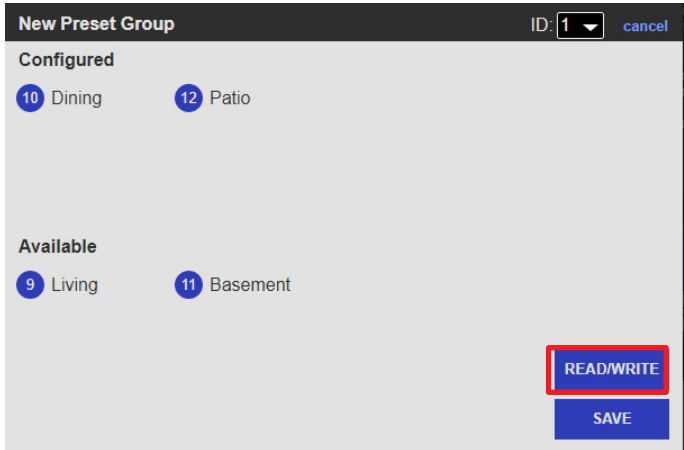 New Preset Group ID: 1 cancel
Configured
10 Dining 12 Patio
Available
9 Living 11 Basement
READ/WRITE
SAVE